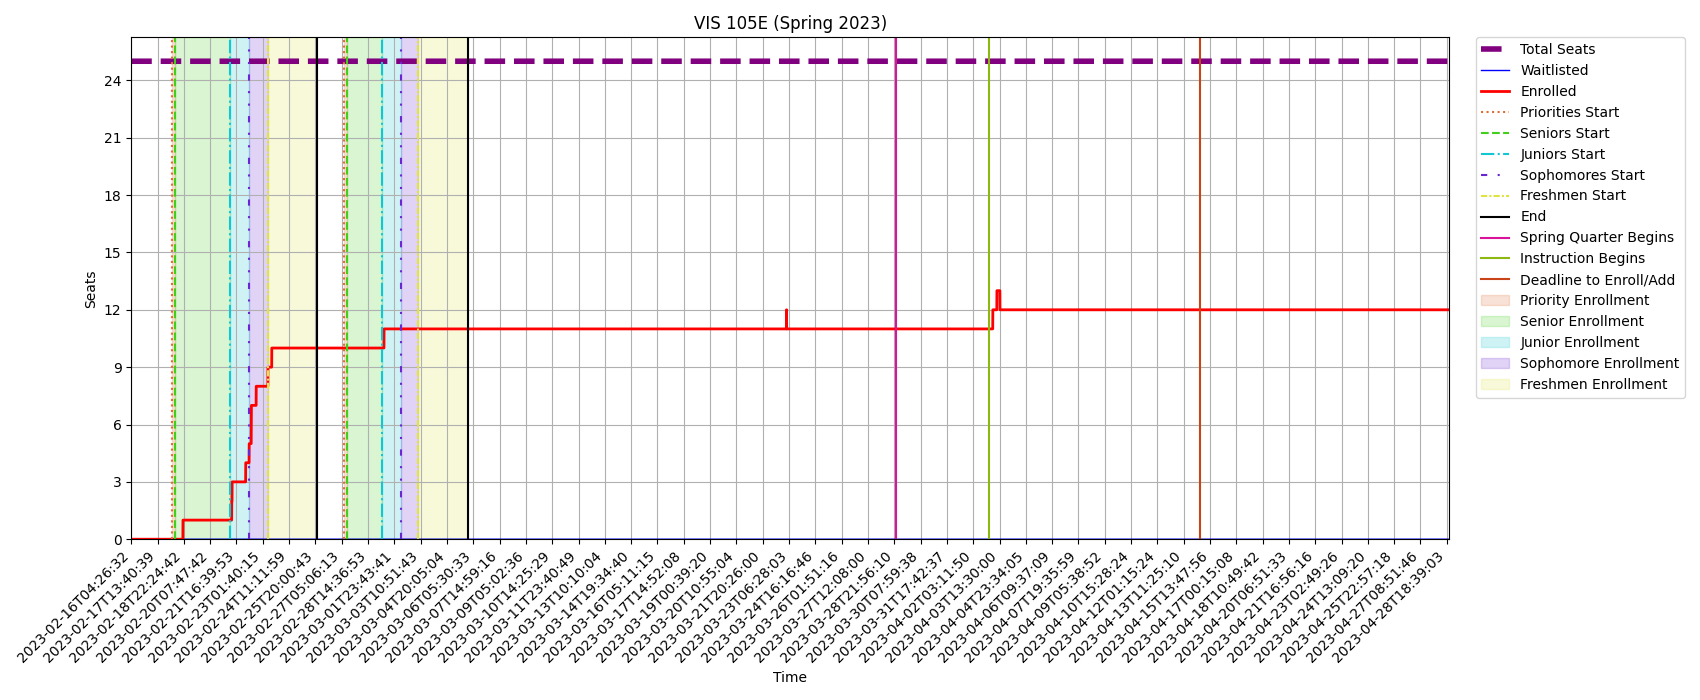 VIS 105E (Spring 2023)
Total Seats
Waitlisted
Enrolled
Priorities Start
Seniors Start
Juniors Start
Sophomores Start
Freshmen Start
End
Spring Quarter Begins
Instruction Begins
Deadline to Enroll/Add
Priority Enrollment
Senior Enrollment
Junior Enrollment
Sophomore Enrollment
Freshmen Enrollment
Seats
24
21
18
15
12
9
6
3
0
2023-02-16T04:26:32
2023-02-17T13:40:39
2023-02-18T22:24:42
2023-02-20T07:47:42
2023-02-21T16:39:53
2023-02-23T01:40:15
2023-02-24T11:11:59
2023-02-25T20:00:43
2023-02-27T05:06:13
2023-02-28T14:36:53
2023-03-01T23:43:41
2023-03-03T10:51:43
2023-03-04T20:05:04
2023-03-06T05:30:33
2023-03-07T14:59:16
2023-03-09T05:02:36
2023-03-10T14:25:29
2023-03-11T23:40:49
2023-03-13T10:10:04
2023-03-14T19:34:40
2023-03-16T05:11:15
2023-03-17T14:52:08
2023-03-19T00:39:20
2023-03-20T10:55:04
2023-03-21T20:26:00
2023-03-23T06:28:03
2023-03-24T16:16:46
2023-03-26T01:51:16
2023-03-27T12:08:00
2023-03-28T21:56:10
2023-03-30T07:59:38
2023-03-31T17:42:37
2023-04-02T03:11:50
2023-04-03T13:30:00
2023-04-04T23:34:05
2023-04-06T09:37:09
2023-04-07T19:35:59
2023-04-09T05:38:52
2023-04-10T15:28:24
2023-04-12T01:15:24
2023-04-13T11:25:10
2023-04-15T13:47:56
2023-04-17T00:15:08
2023-04-18T10:49:42
2023-04-20T06:51:33
2023-04-21T16:56:16
2023-04-23T02:49:26
2023-04-24T13:09:20
2023-04-25T22:57:18
2023-04-27T08:51:46
2023-04-28T18:39:03
Time